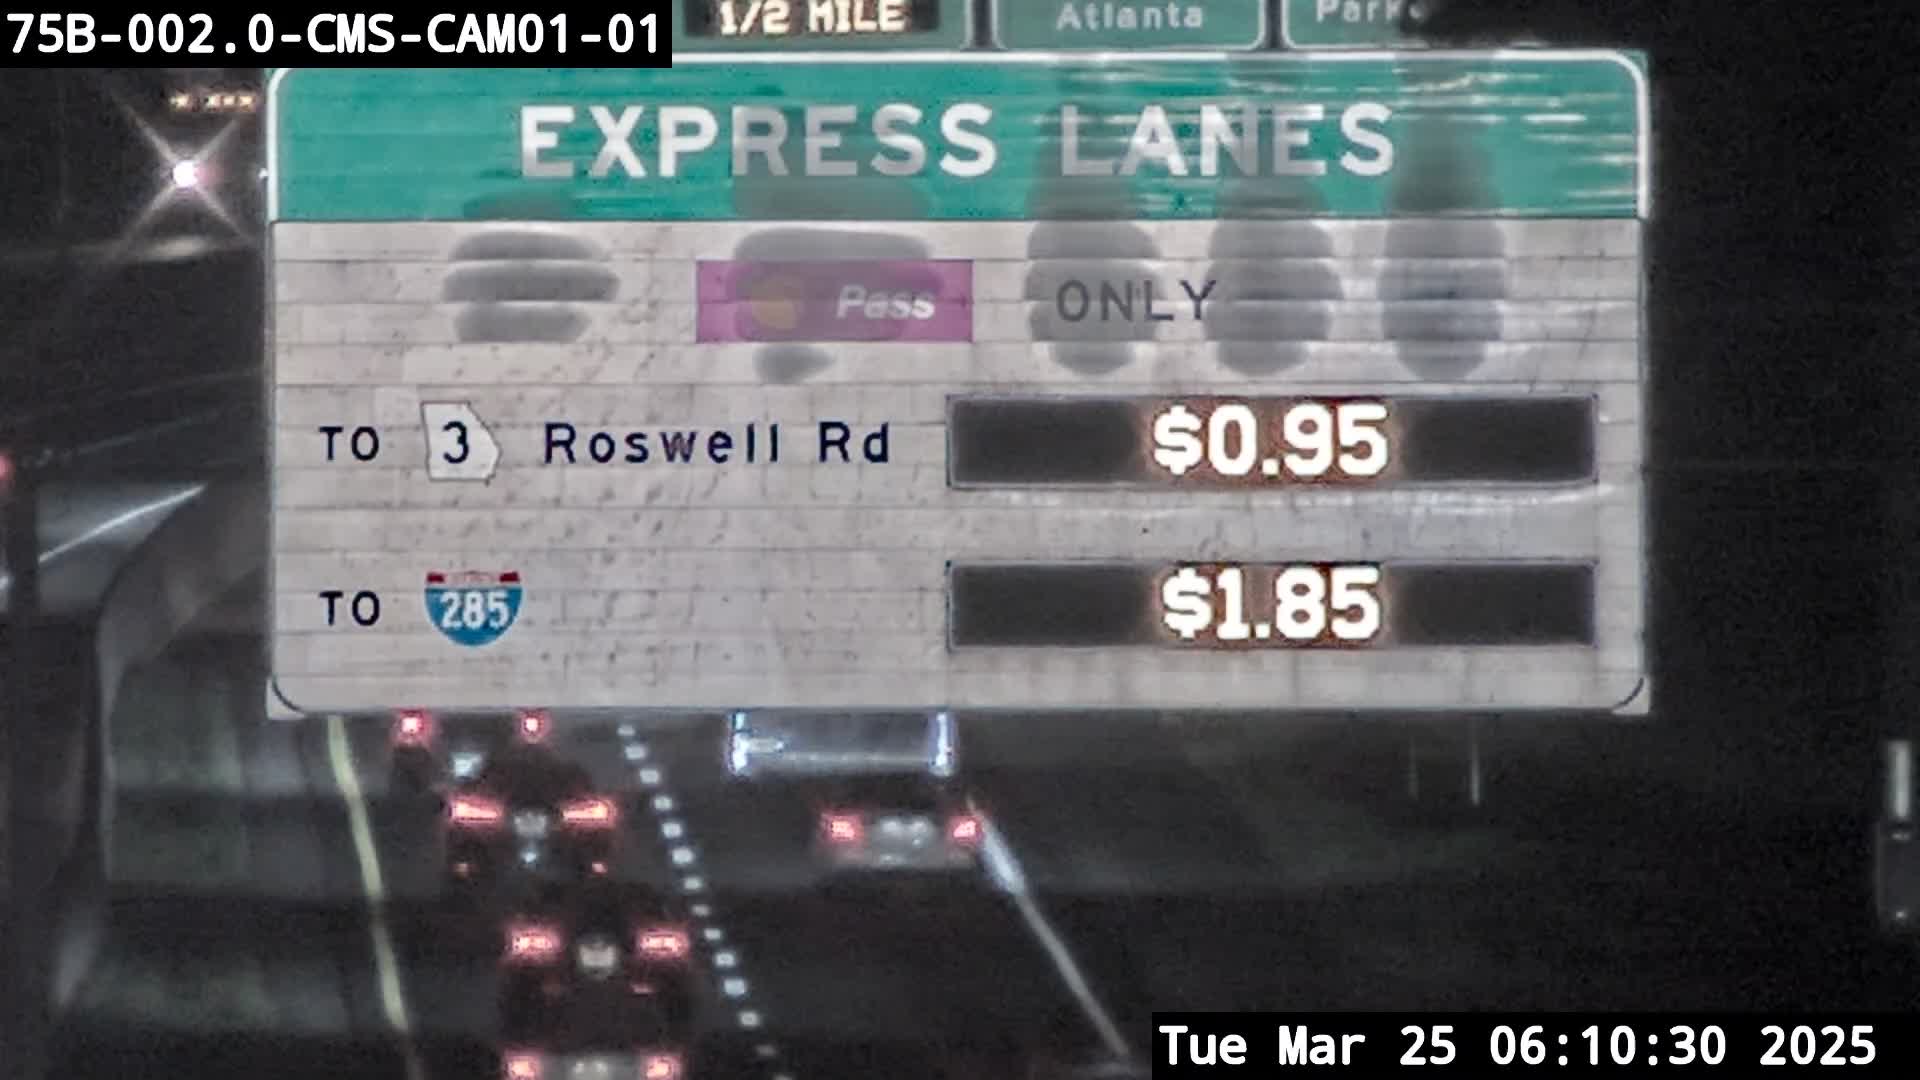 75B-002.0-CMS-CAM01-01
1/2 MILE
Atlanta
EXPRESS LANES
Pass ONLY
TO 3 Roswell Rd $0.95
TO 285 $1.85
Tue Mar 25 06:10:30 2025